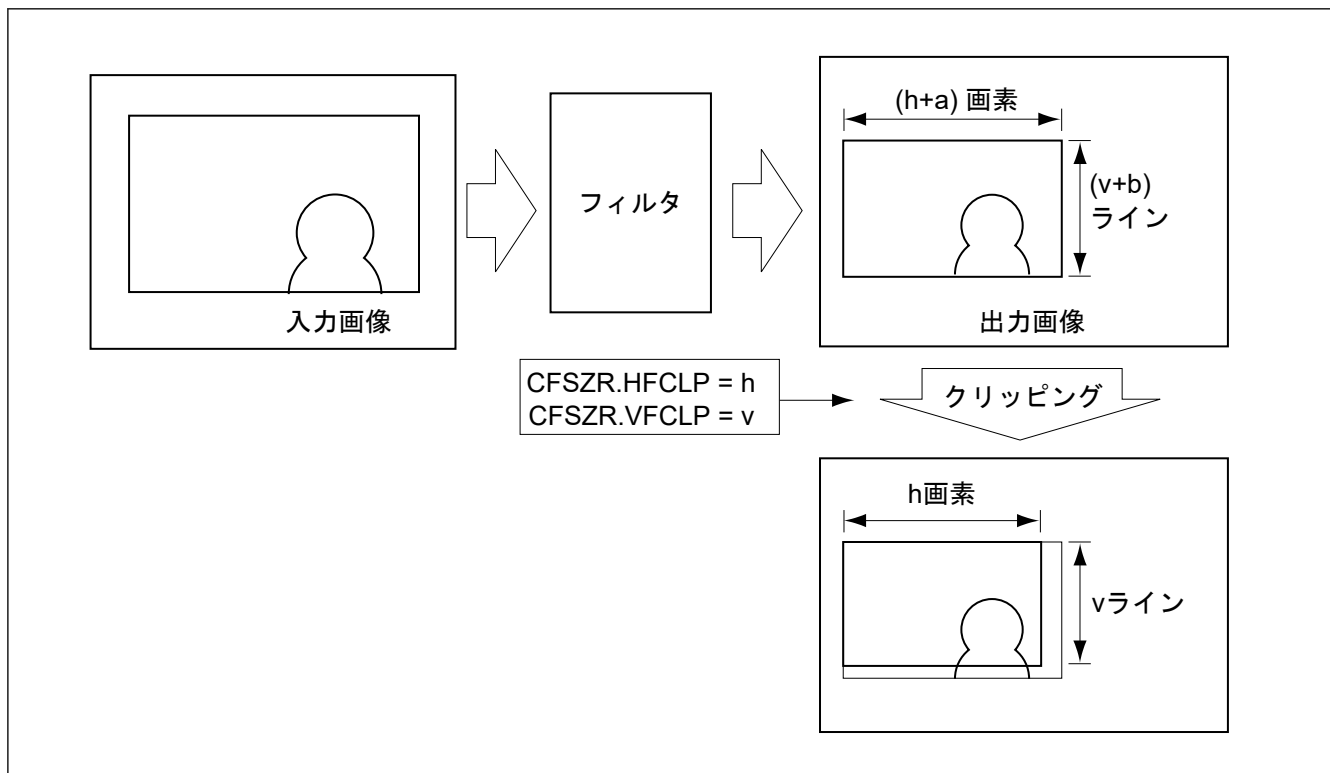 入力画像
フィルタ
(h+a) 画素
(v+b)
ライン
出力画像
CFSZR.HFCLP = h
CFSZR.VFCLP = v
クリッピング
h画素
vライン